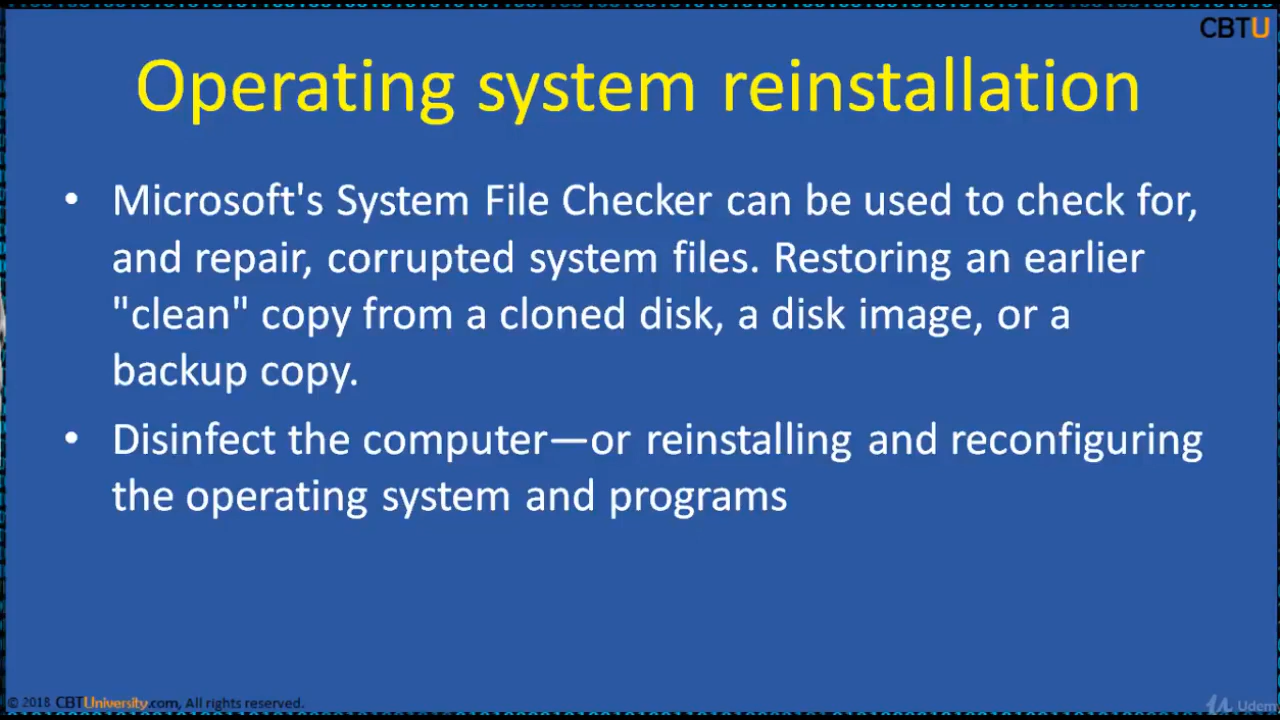 CBTU
Operating system reinstallation
• Microsoft's System File Checker can be used to check for,
and repair, corrupted system files. Restoring an earlier
"clean" copy from a cloned disk, a disk image, or a
backup copy.
• Disinfect the computer—or reinstalling and reconfiguring
the operating system and programs
© 2018 CBTUniversity.com, All rights reserved.